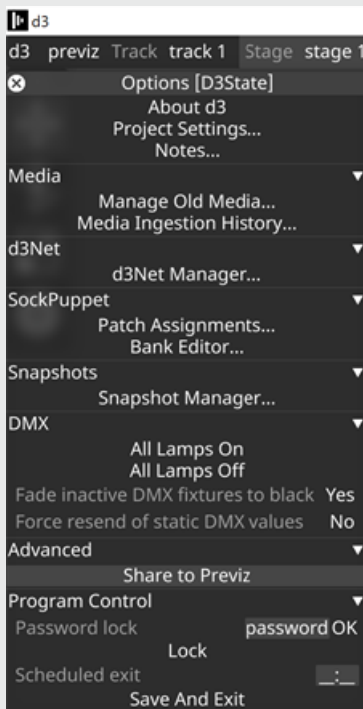 d3
d3 previz Track track 1 Stage stage 1
Options [D3State]
About d3
Project Settings...
Notes...
Media
Manage Old Media...
Media Ingestion History...
d3Net
d3Net Manager...
SockPuppet
Patch Assignments...
Bank Editor...
Snapshots
Snapshot Manager...
DMX
All Lamps On
All Lamps Off
Fade inactive DMX fixtures to black Yes
Force resend of static DMX values No
Advanced
Share to Previz
Program Control
Password lock password OK
Lock
Scheduled exit __:__
Save And Exit